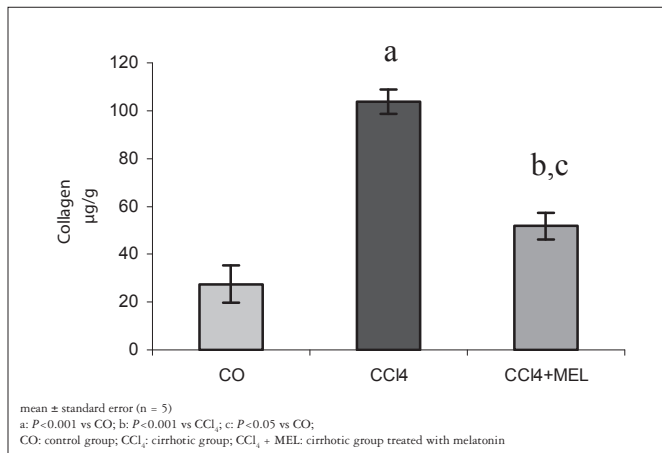 a
b,c
120
100
80
60
40
20
0
Collagen
µg/g
CO
CCl4
CCl4+MEL
mean ± standard error (n = 5)
a: P<0.001 vs CO; b: P<0.001 vs CCl₄; c: P<0.05 vs CO;
CO: control group; CCl₄: cirrhotic group; CCl₄ + MEL: cirrhotic group treated with melatonin